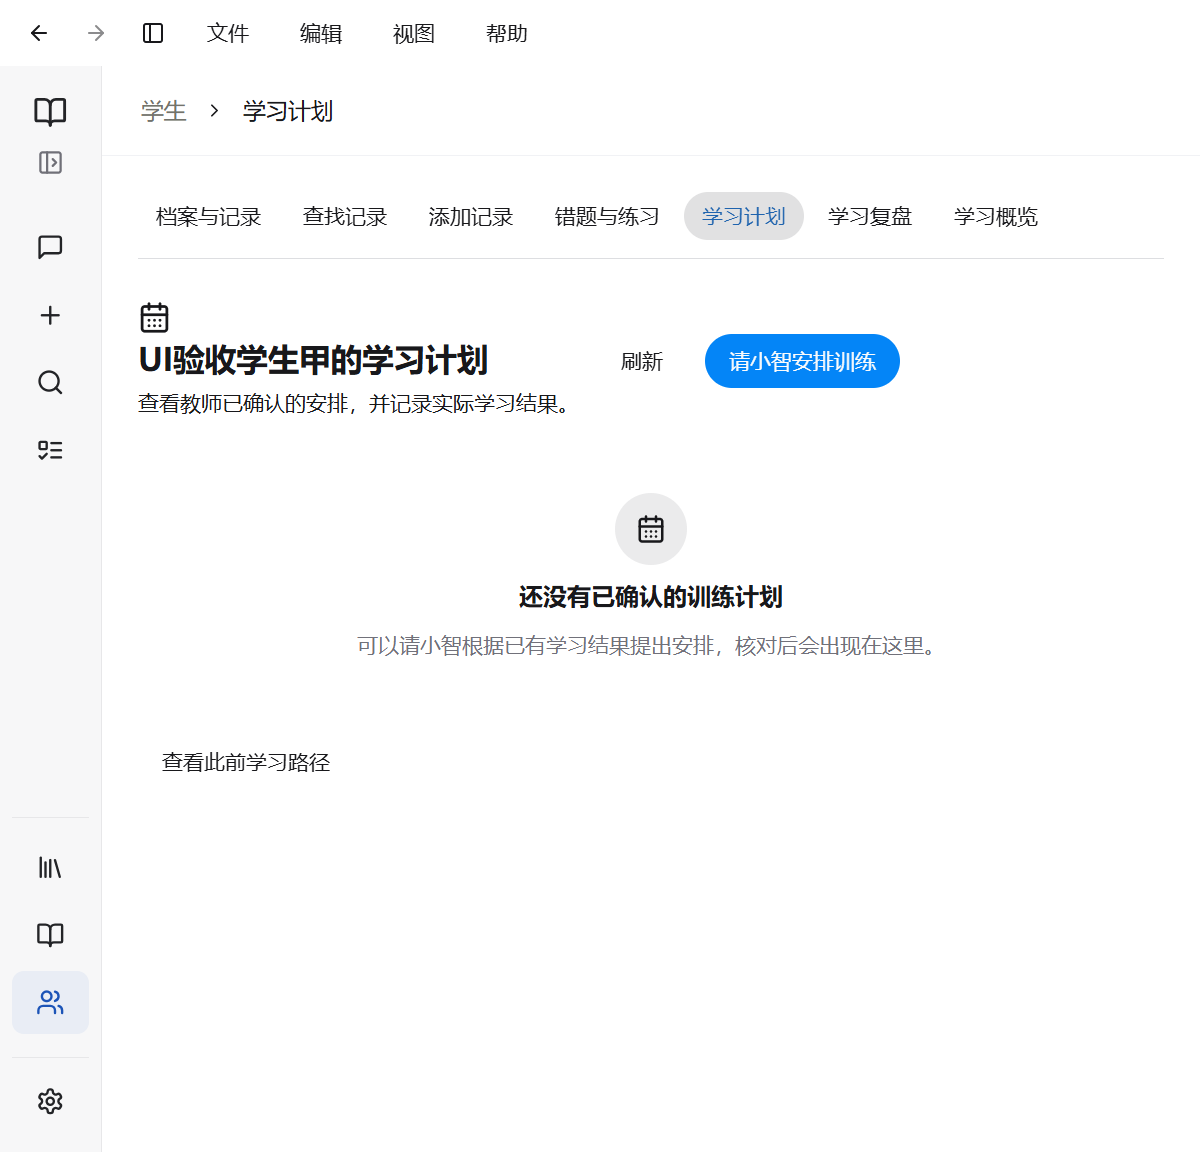 文件 编辑 视图 帮助
学生 > 学习计划
档案与记录 查找记录 添加记录 错题与练习 学习计划 学习复盘 学习概览
UI验收学生甲的学习计划
刷新 请小智安排训练
查看教师已确认的安排，并记录实际学习结果。
还没有已确认的训练计划
可以请小智根据已有学习结果提出安排，核对后会出现在这里。
查看此前学习路径